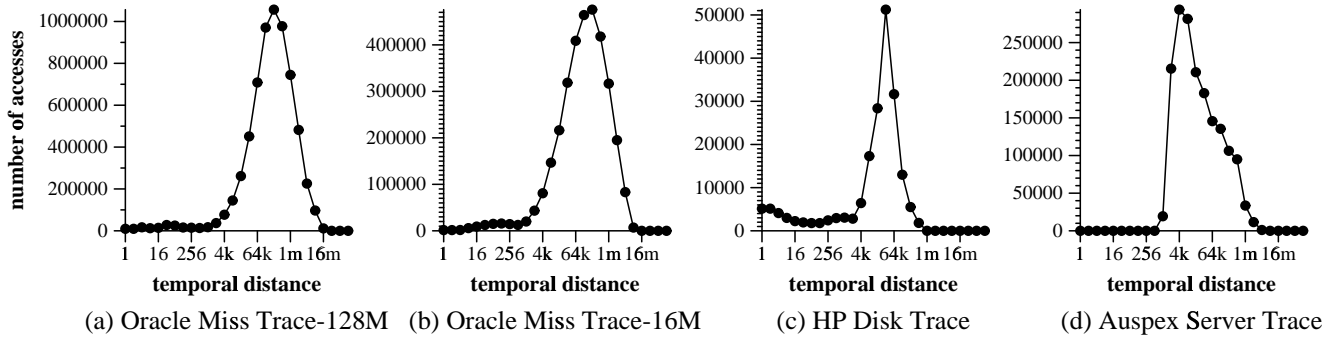 number of accesses
1000000
800000
600000
400000
200000
0
1 16 256 4k 64k 1m 16m
temporal distance
(a) Oracle Miss Trace-128M
400000
300000
200000
100000
0
1 16 256 4k 64k 1m 16m
temporal distance
(b) Oracle Miss Trace-16M
50000
40000
30000
20000
10000
0
1 16 256 4k 64k 1m 16m
temporal distance
(c) HP Disk Trace
250000
200000
150000
100000
50000
0
1 16 256 4k 64k 1m 16m
temporal distance
(d) Auspex Server Trace